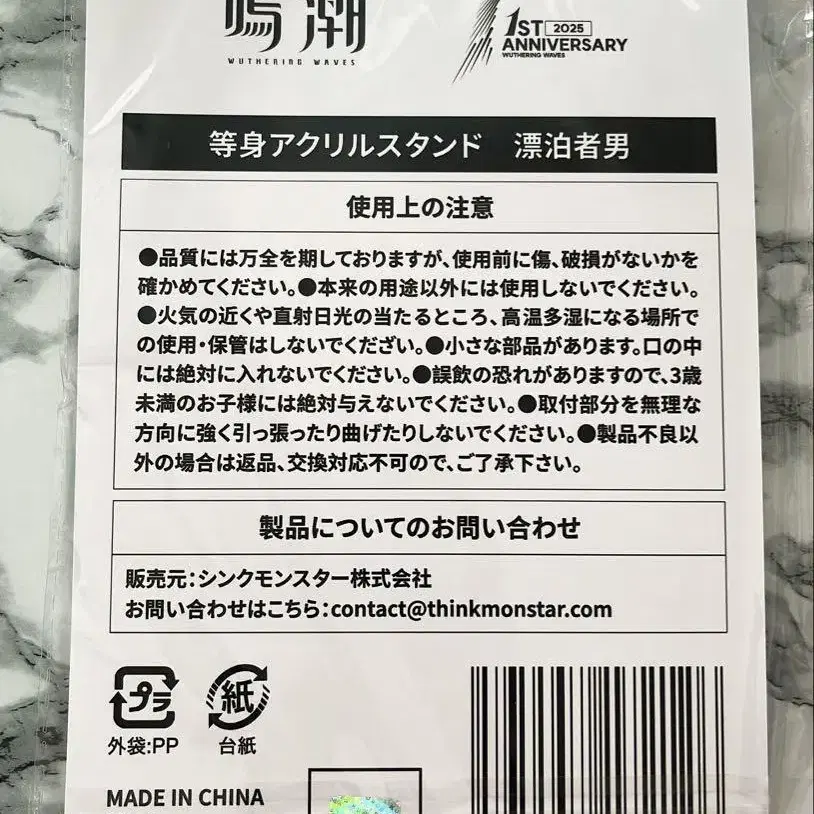 鳴潮
WUTHERING WAVES
1ST 2025
ANNIVERSARY
WUTHERING WAVES
等身アクリルスタンド　漂泊者男
使用上の注意
●品質には万全を期しておりますが、使用前に傷、破損がないかを
確かめてください。●本来の用途以外には使用しないでください。
●火気の近くや直射日光の当たるところ、高温多湿になる場所で
の使用・保管はしないでくだざい。●小さな部品があります。口の中
には絶対に入れないでください。●誤飲の恐れがありますので、3歳
未満のお子様には絶対与えないでください。●取付部分を無理な
方向に強く引っ張ったり曲げたりしないでください。●製品不良以
外の場合は返品、交換対応不可ので、ご了承下さい。
製品についてのお問い合わせ
販売元：シンクモンスター株式会社
お問い合わせはこちら：contact@thinkmonstar.com
プラ
外袋:PP
紙
台紙
MADE IN CHINA